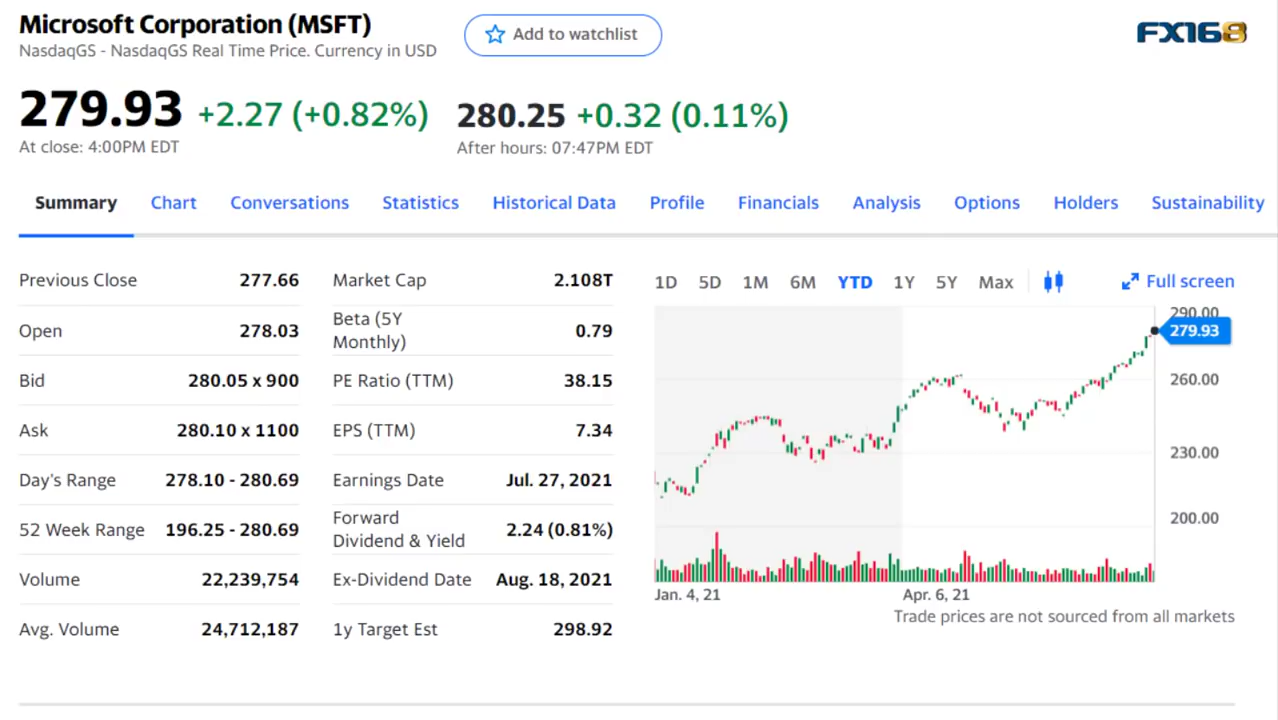 Microsoft Corporation (MSFT)
Add to watchlist
FX168
NasdaqGS - NasdaqGS Real Time Price. Currency in USD
279.93 +2.27 (+0.82%) 280.25 +0.32 (0.11%)
At close: 4:00PM EDT
After hours: 07:47PM EDT
Summary Chart Conversations Statistics Historical Data Profile Financials Analysis Options Holders Sustainability
Previous Close 277.66
Open 278.03
Bid 280.05 x 900
Ask 280.10 x 1100
Day's Range 278.10 - 280.69
52 Week Range 196.25 - 280.69
Volume 22,239,754
Avg. Volume 24,712,187
Market Cap 2.108T
Beta (5Y
Monthly) 0.79
PE Ratio (TTM) 38.15
EPS (TTM) 7.34
Earnings Date Jul. 27, 2021
Forward
Dividend & Yield 2.24 (0.81%)
Ex-Dividend Date Aug. 18, 2021
1y Target Est 298.92
1D 5D 1M 6M YTD 1Y 5Y Max Full screen
290.00
279.93
260.00
230.00
200.00
Jan. 4, 21 Apr. 6, 21
Trade prices are not sourced from all markets